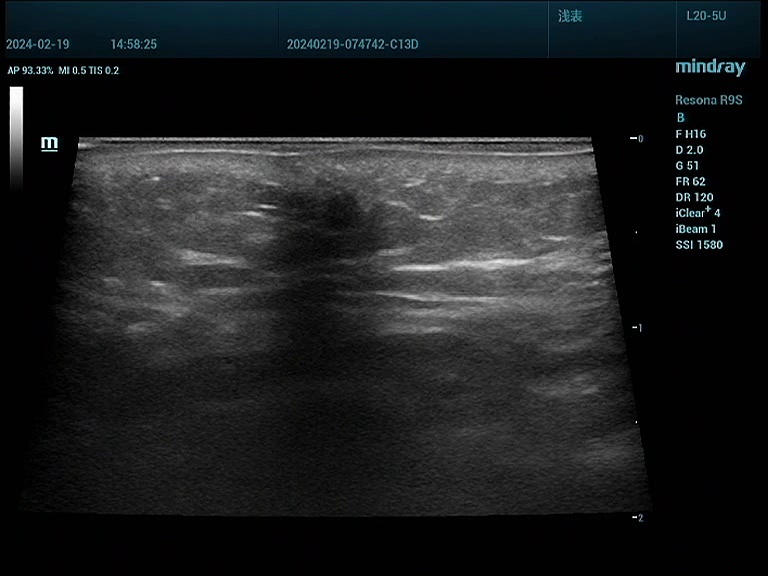 浅表 L20-5U
2024-02-19 14:58:25 20240219-074742-C13D
AP 93.33% MI 0.5 TIS 0.2
mindray
m
Resona R9S
B
F H16
D 2.0
G 51
FR 62
DR 120
iClear+ 4
iBeam 1
SSI 1580
0
1
2